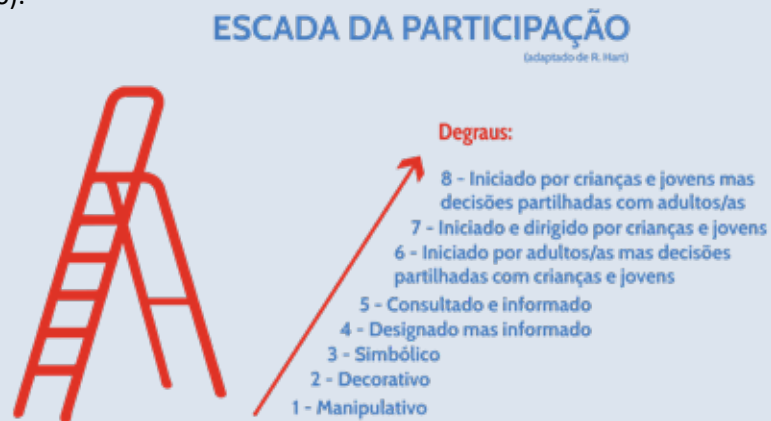 ESCADA DA PARTICIPAÇÃO
(adaptado de R. Hart)
Degraus:
8 - Iniciado por crianças e jovens mas
decisões partilhadas com adultos/as
7 - Iniciado e dirigido por crianças e jovens
6 - Iniciado por adultos/as mas decisões
partilhadas com crianças e jovens
5 - Consultado e informado
4 - Designado mas informado
3 - Simbólico
2 - Decorativo
1 - Manipulativo